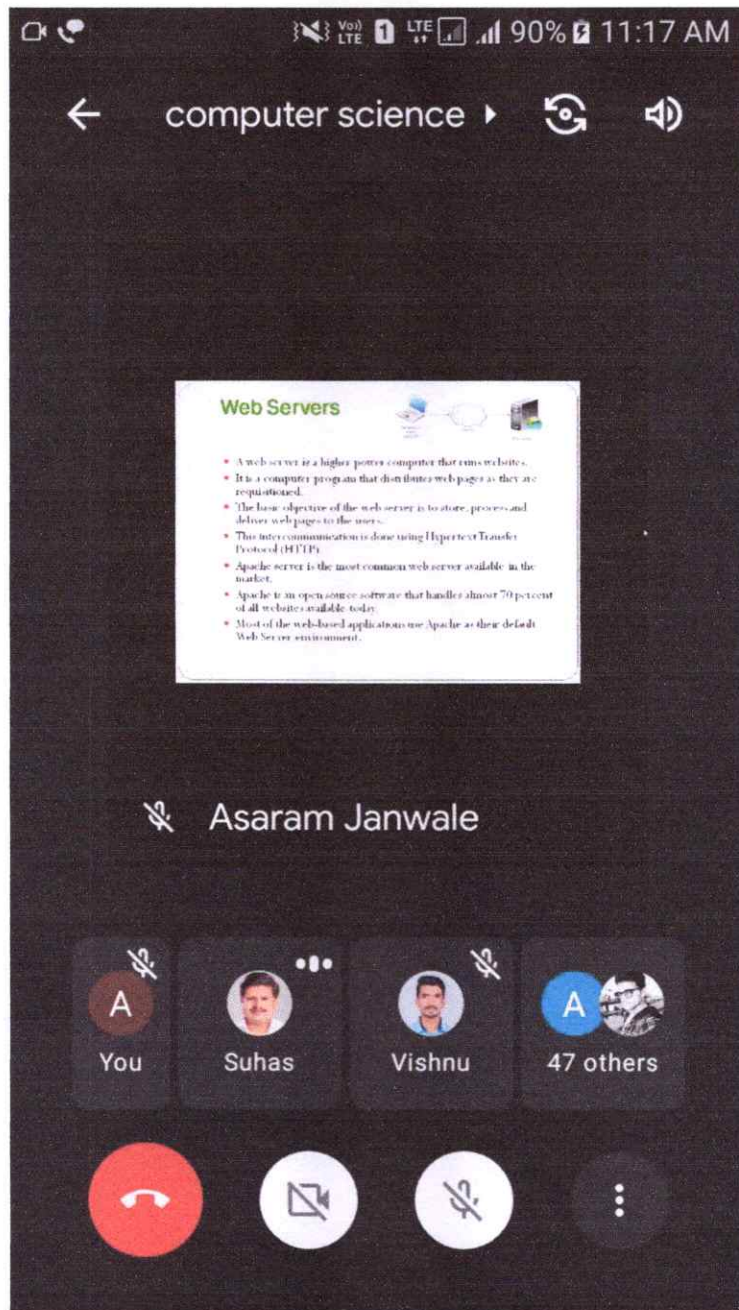 Vo)) LTE 1 LTE 90% 11:17 AM
computer science
Web Servers
A web server is a higher power computer that runs websites.
It is a computer program that distributes web pages as they are
requisitioned.
The basic objective of the web server is to store, process and
deliver web pages to the users.
This intercommunication is done using Hypertext Transfer
Protocol (HTTP).
Apache server is the most common web server available in the
market.
Apache is an open source software that handles almost 70 percent
of all websites available today.
Most of the web-based applications use Apache as their default
Web Server environment.
Asaram Janwale
A A
You Suhas Vishnu 47 others